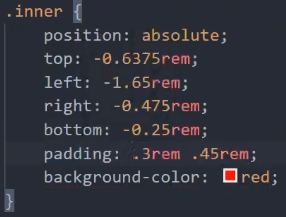 .inner {
position: absolute;
top: -0.6375rem;
left: -1.65rem;
right: -0.475rem;
bottom: -0.25rem;
padding: .3rem .45rem;
background-color: red;
}